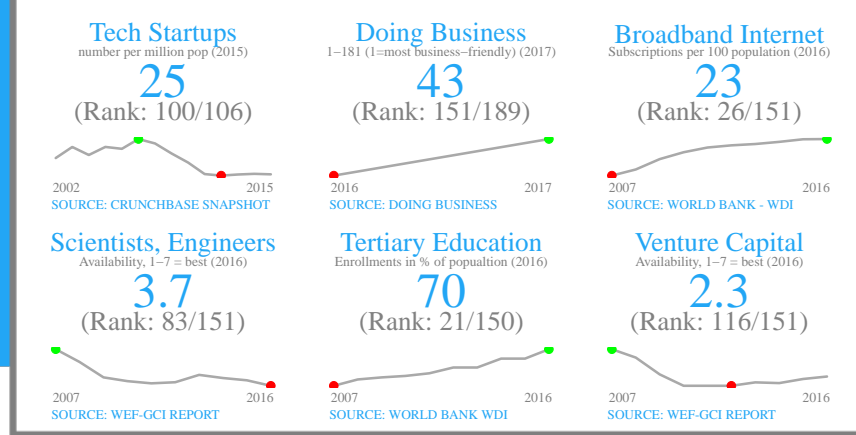 Tech Startups
number per million pop (2015)
25
(Rank: 100/106)
2002 2015
SOURCE: CRUNCHBASE SNAPSHOT
Doing Business
1−181 (1=most business−friendly) (2017)
43
(Rank: 151/189)
2016 2017
SOURCE: DOING BUSINESS
Broadband Internet
Subscriptions per 100 population (2016)
23
(Rank: 26/151)
2007 2016
SOURCE: WORLD BANK - WDI
Scientists, Engineers
Availability, 1−7 = best (2016)
3.7
(Rank: 83/151)
2007 2016
SOURCE: WEF-GCI REPORT
Tertiary Education
Enrollments in % of popualtion (2016)
70
(Rank: 21/150)
2007 2016
SOURCE: WORLD BANK WDI
Venture Capital
Availability, 1−7 = best (2016)
2.3
(Rank: 116/151)
2007 2016
SOURCE: WEF-GCI REPORT